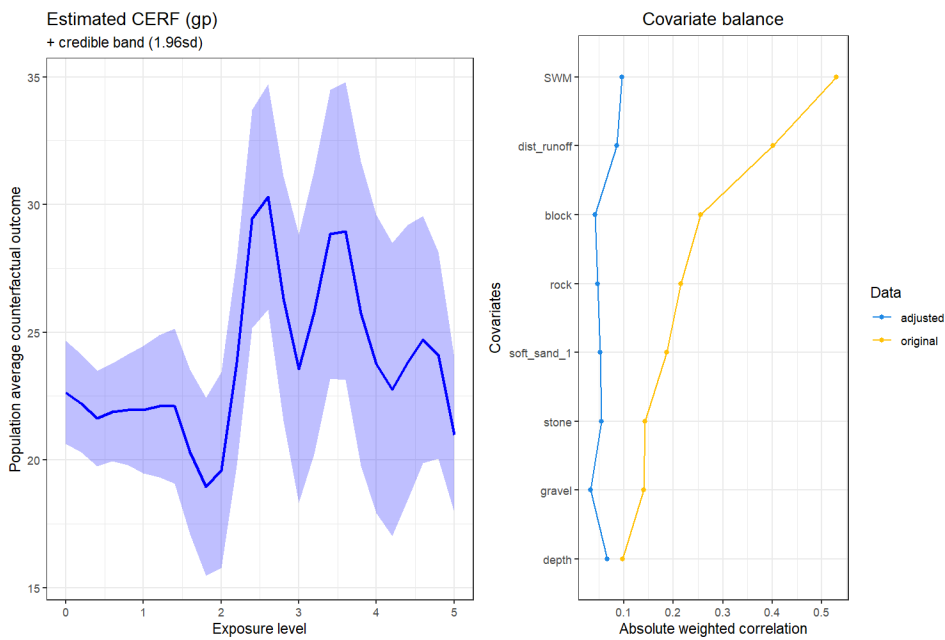 Estimated CERF (gp)
+ credible band (1.96sd)
Population average counterfactual outcome
35
30
25
20
15
0 1 2 3 4 5
Exposure level
Covariate balance
Covariates
SWM
dist_runoff
block
rock
soft_sand_1
stone
gravel
depth
0.1 0.2 0.3 0.4 0.5
Absolute weighted correlation
Data
adjusted
original